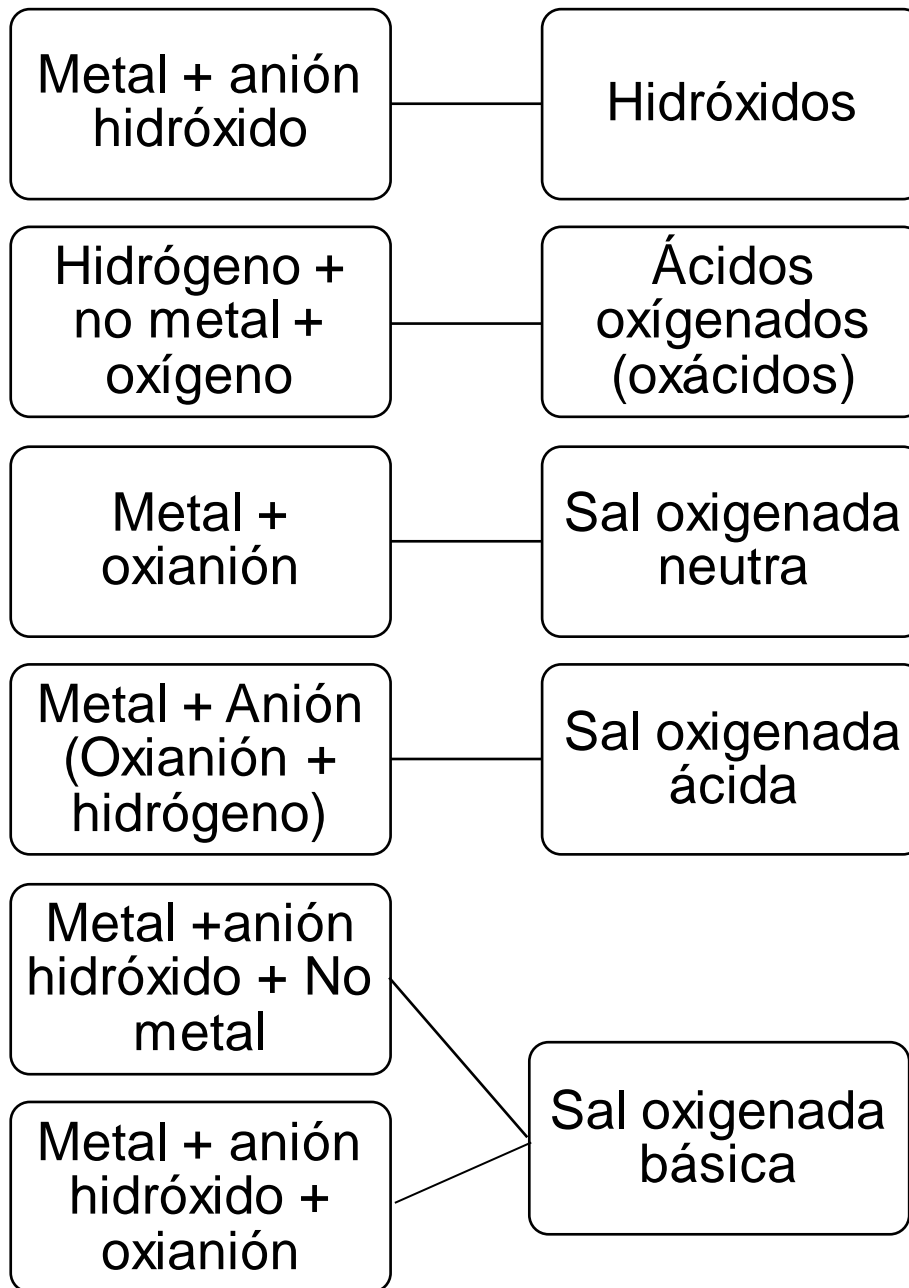 Metal + anión
hidróxido
Hidróxidos
Hidrógeno +
no metal +
oxígeno
Ácidos
oxígenados
(oxácidos)
Metal +
oxianión
Sal oxigenada
neutra
Metal + Anión
(Oxianión +
hidrógeno)
Sal oxigenada
ácida
Metal +anión
hidróxido + No
metal
Metal + anión
hidróxido +
oxianión
Sal oxigenada
básica